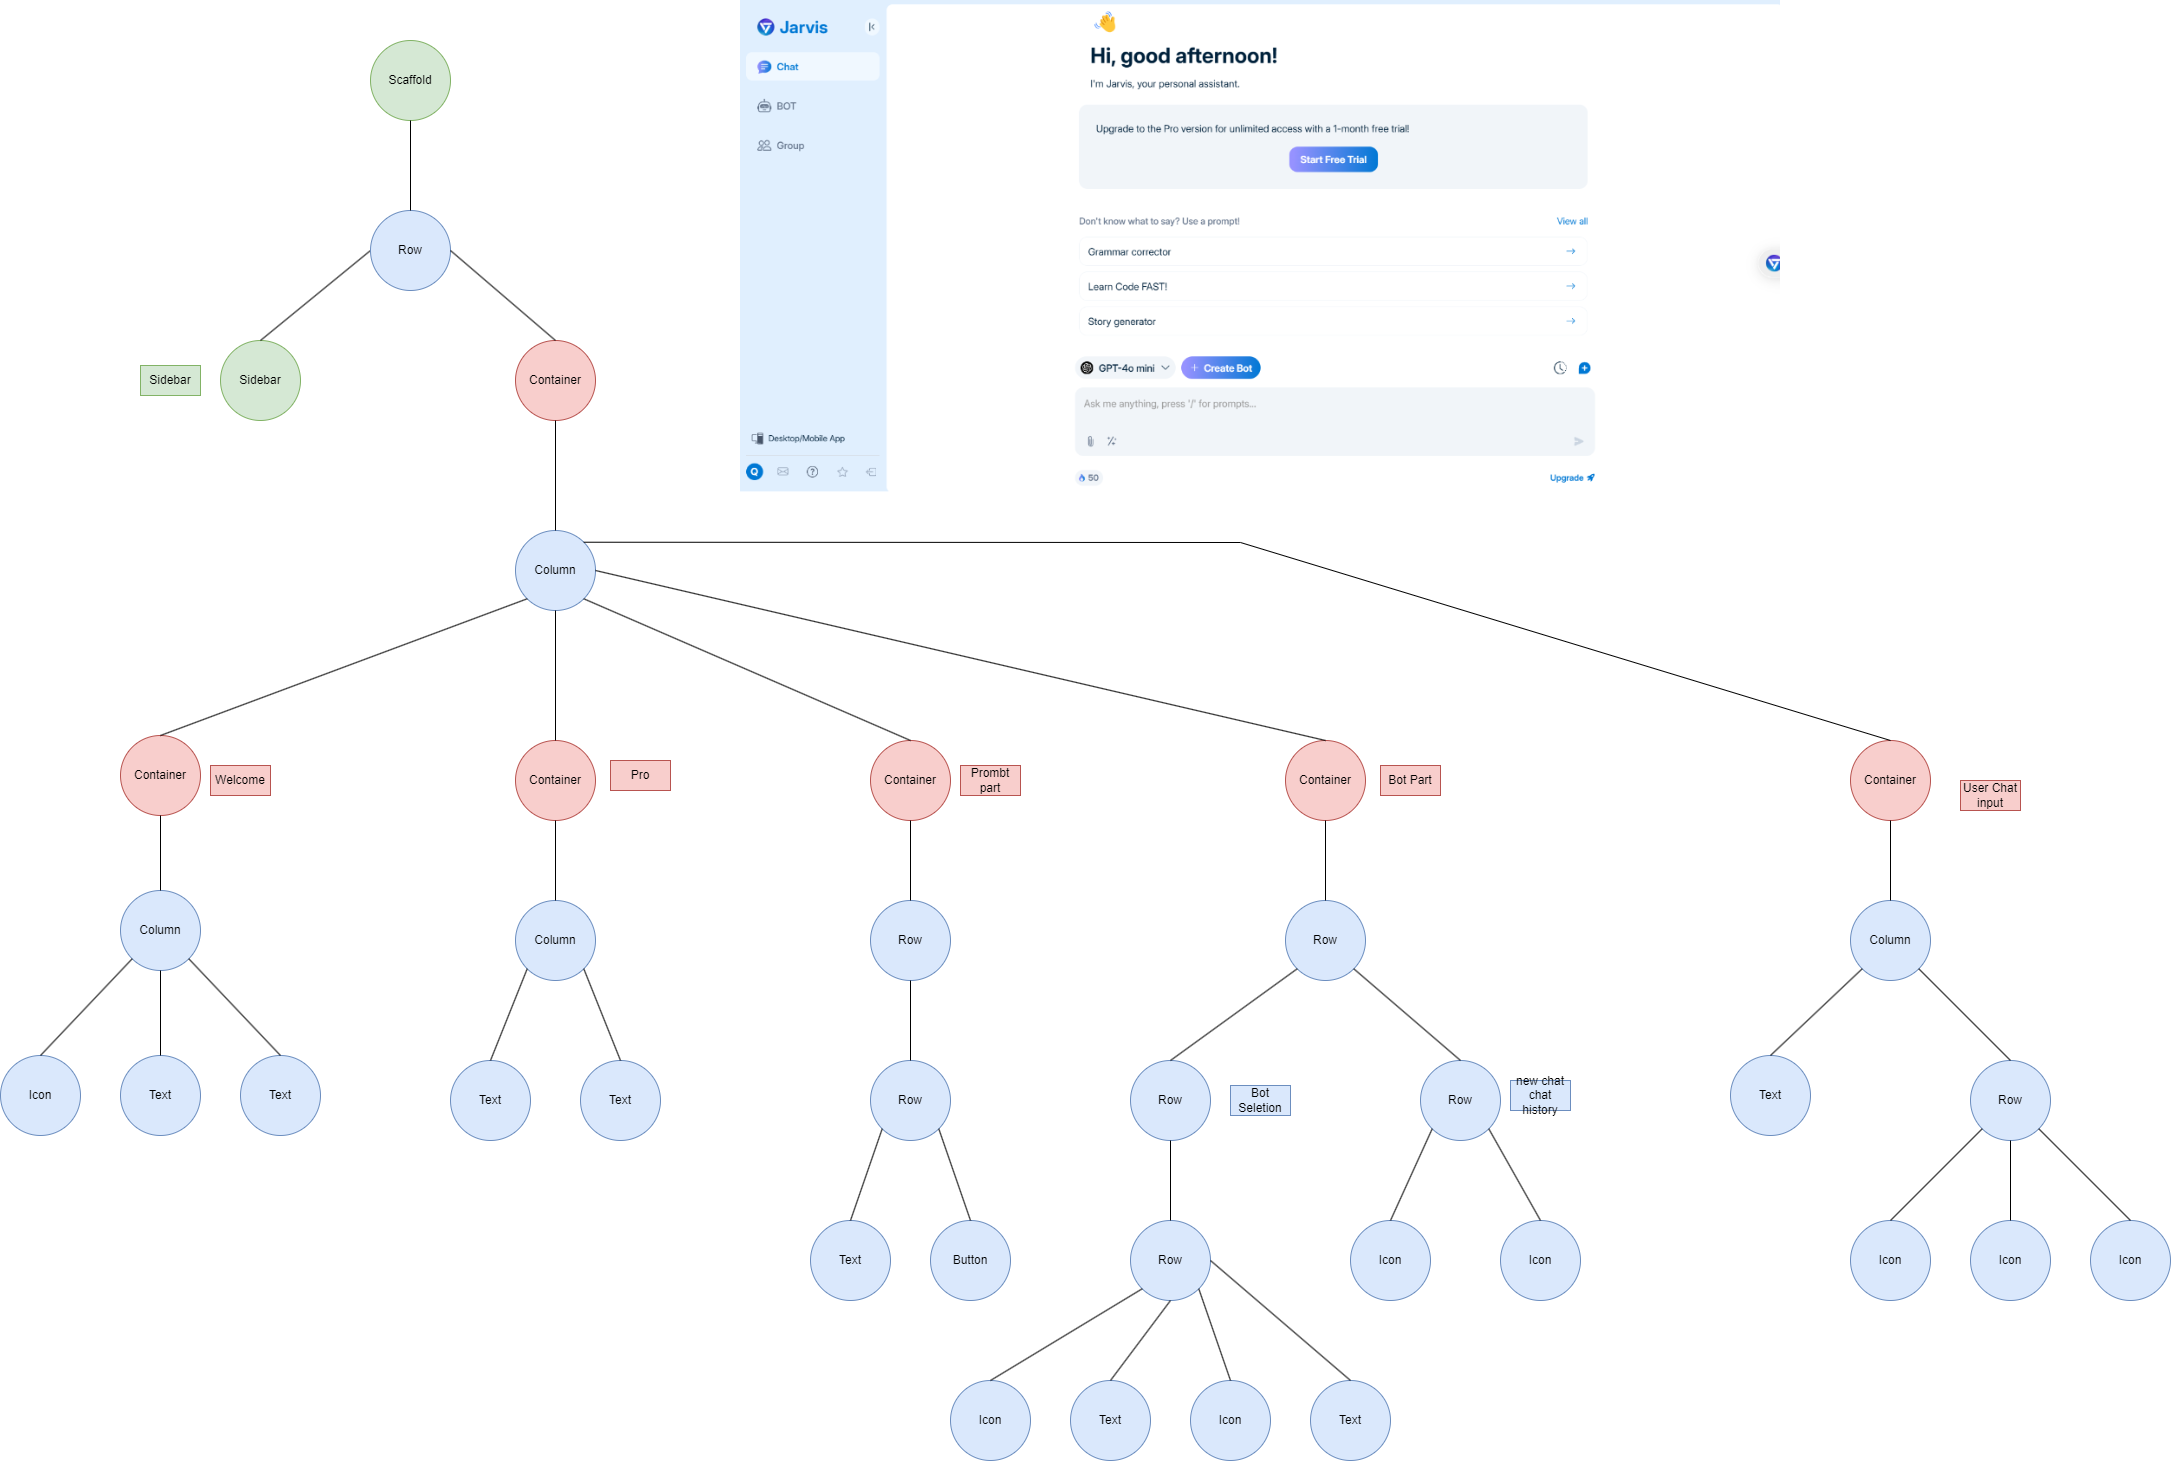 Jarvis
Chat
BOT
Group
Desktop/Mobile App
Q
Hi, good afternoon!
I'm Jarvis, your personal assistant.
Upgrade to the Pro version for unlimited access with a 1-month free trial!
Start Free Trial
Don't know what to say? Use a prompt!
View all
Grammar corrector
Learn Code FAST!
Story generator
GPT-4o mini
+ Create Bot
Ask me anything, press '/' for prompts...
50
Upgrade
Scaffold
Row
Sidebar
Sidebar
Container
Column
Container
Welcome
Container
Pro
Container
Prombt
part
Container
Bot Part
Container
User Chat
input
Column
Column
Row
Row
Column
Icon
Text
Text
Text
Text
Row
Row
Bot
Seletion
Row
new chat
chat
history
Text
Row
Text
Button
Row
Icon
Icon
Icon
Icon
Icon
Icon
Text
Icon
Text